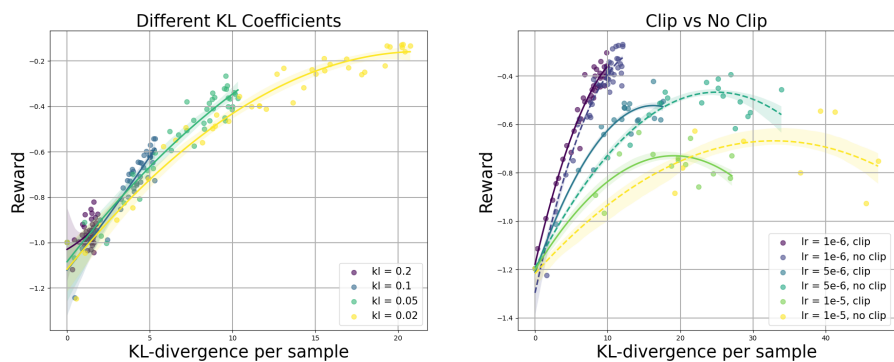 Different KL Coefficients
Reward
−0.2
−0.4
−0.6
−0.8
−1.0
−1.2
kl = 0.2
kl = 0.1
kl = 0.05
kl = 0.02
0
5
10
15
20
KL-divergence per sample
Clip vs No Clip
Reward
−0.4
−0.6
−0.8
−1.0
−1.2
−1.4
lr = 1e-6, clip
lr = 1e-6, no clip
lr = 5e-6, clip
lr = 5e-6, no clip
lr = 1e-5, clip
lr = 1e-5, no clip
0
10
20
30
40
KL-divergence per sample